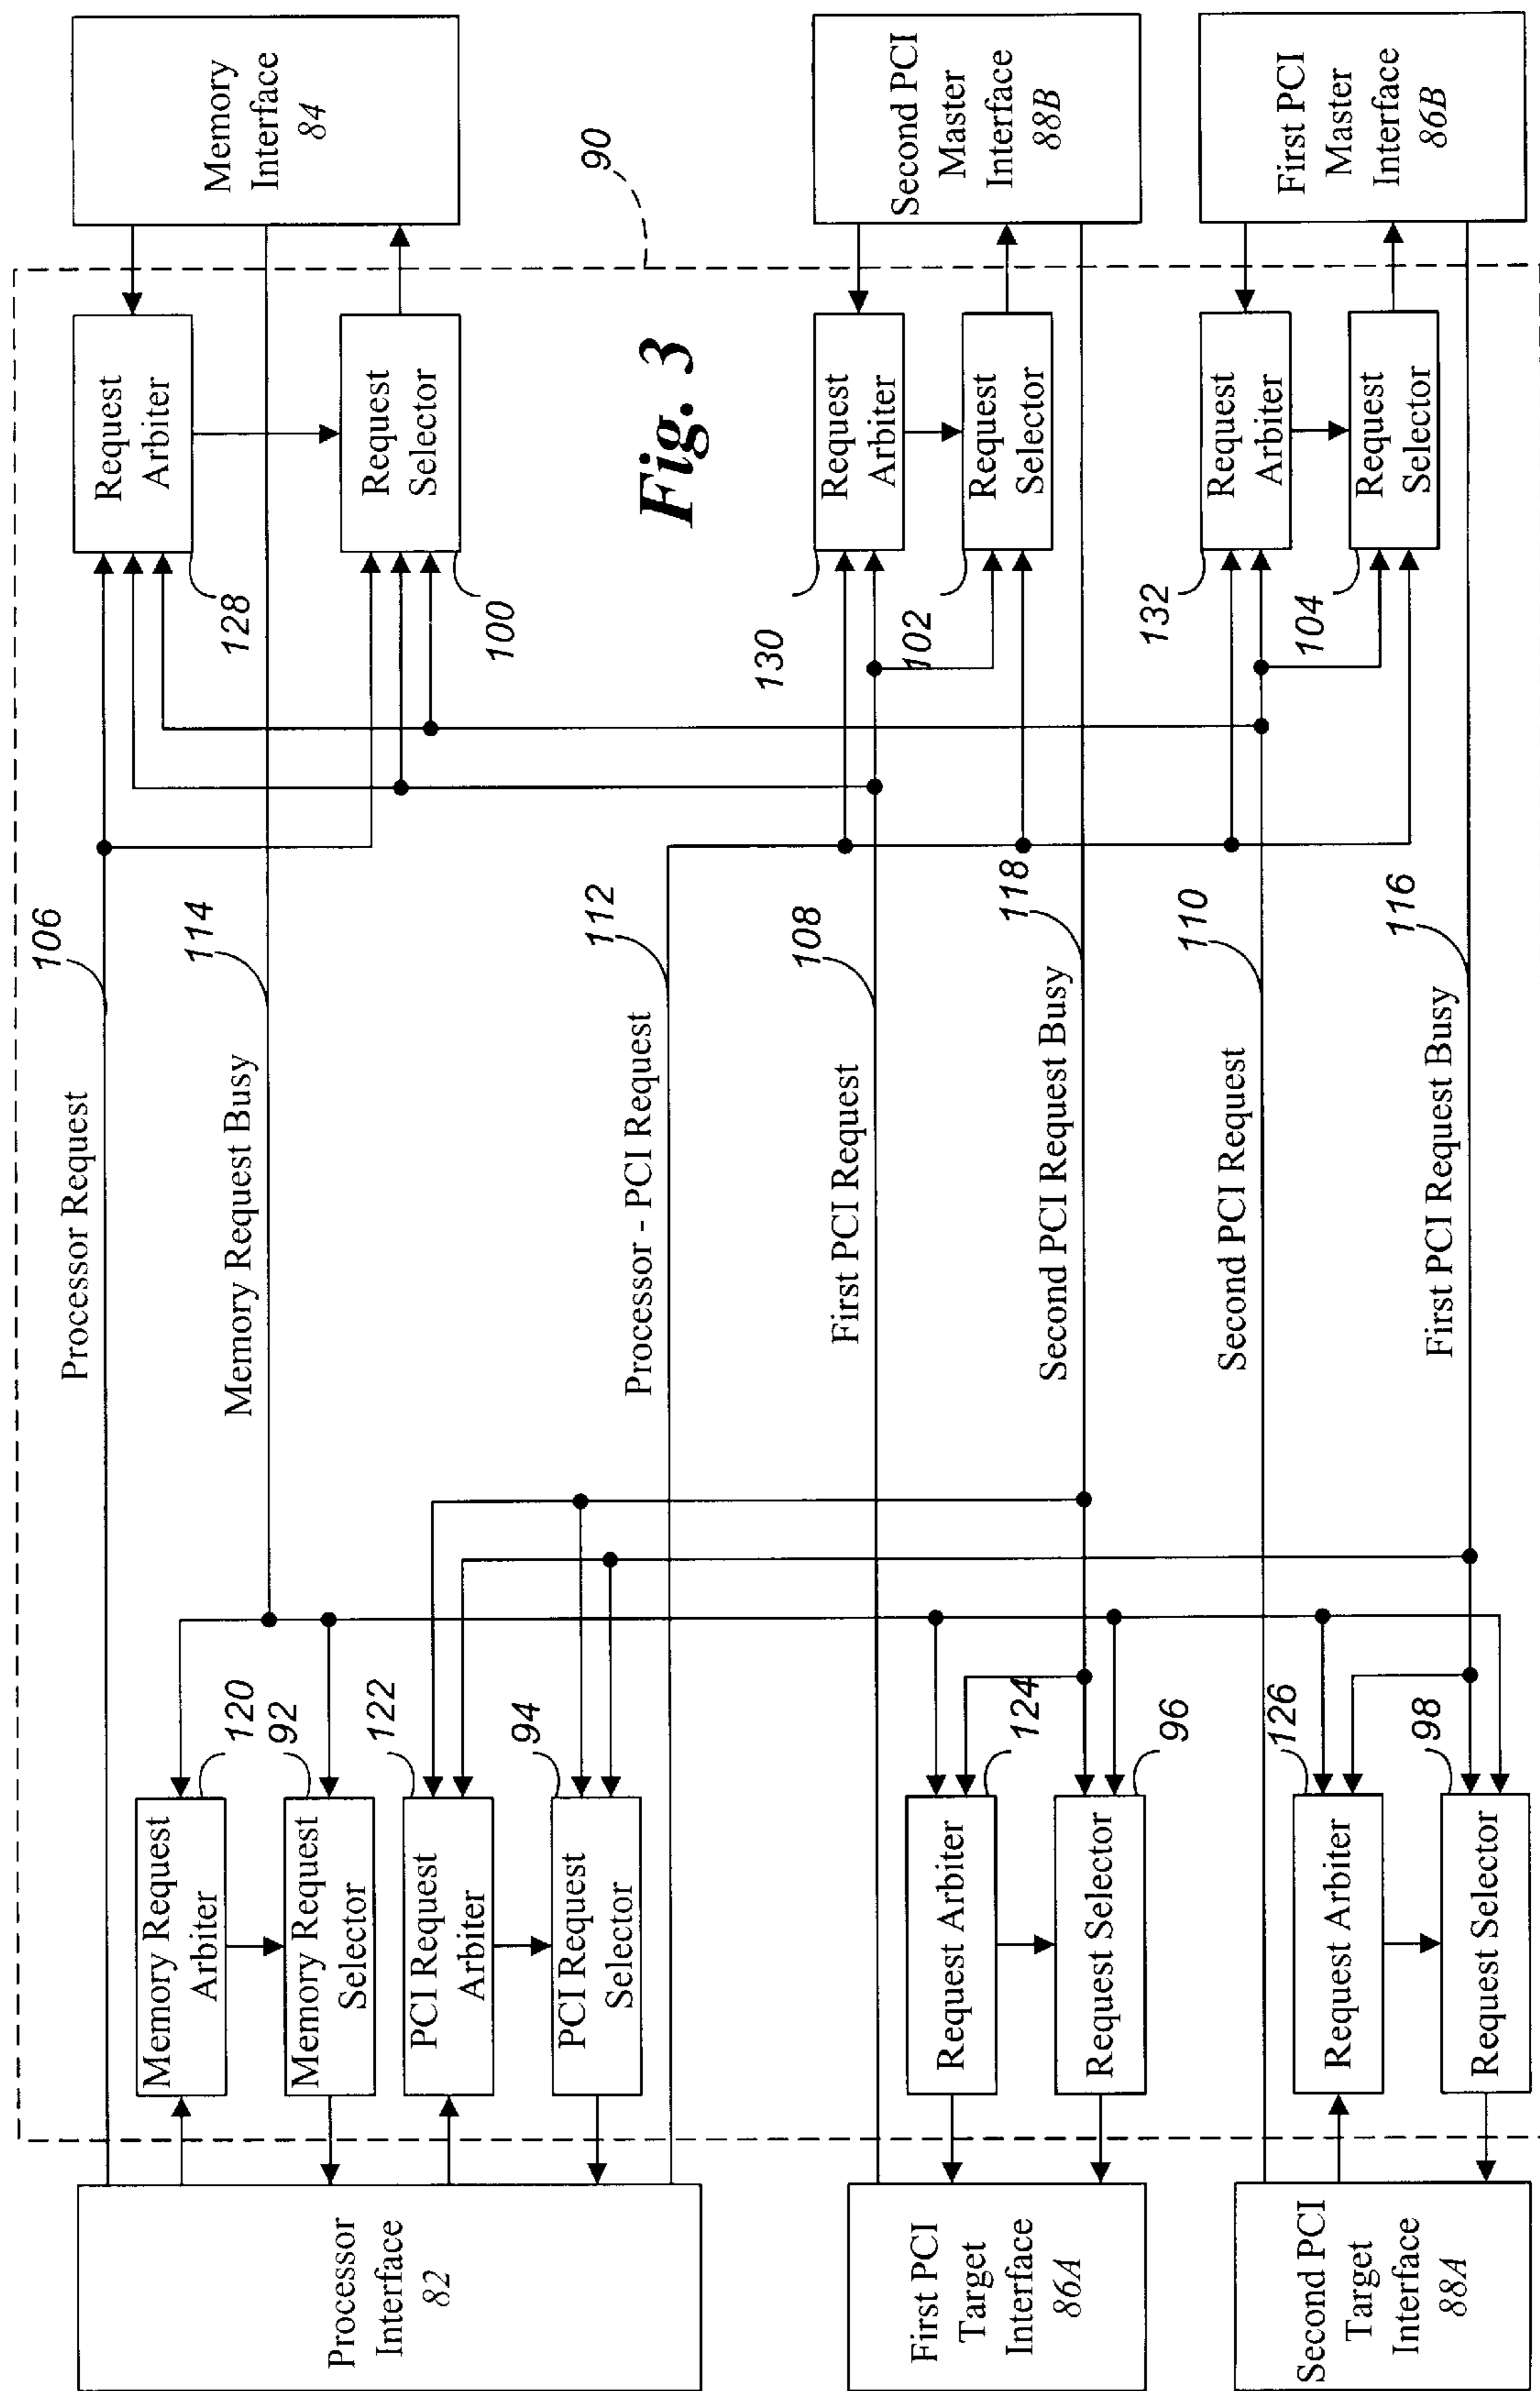 Processor
Interface
82
First PCI
Target
Interface
86A
Second PCI
Target
Interface
88A
Memory Request
Arbiter
120
Memory Request
Selector
92
PCI Request
Arbiter
122
PCI Request
Selector
94
Request Arbiter
124
Request Selector
96
Request Arbiter
126
Request Selector
98
Processor Request
106
Memory Request Busy
114
Processor - PCI Request
112
First PCI Request
108
Second PCI Request Busy
118
Second PCI Request
110
First PCI Request Busy
116
Request
Arbiter
128
Request
Selector
100
Fig. 3
Request
Arbiter
130
Request
Selector
102
Request
Arbiter
132
Request
Selector
104
90
Memory
Interface
84
Second PCI
Master
Interface
88B
First PCI
Master
Interface
86B